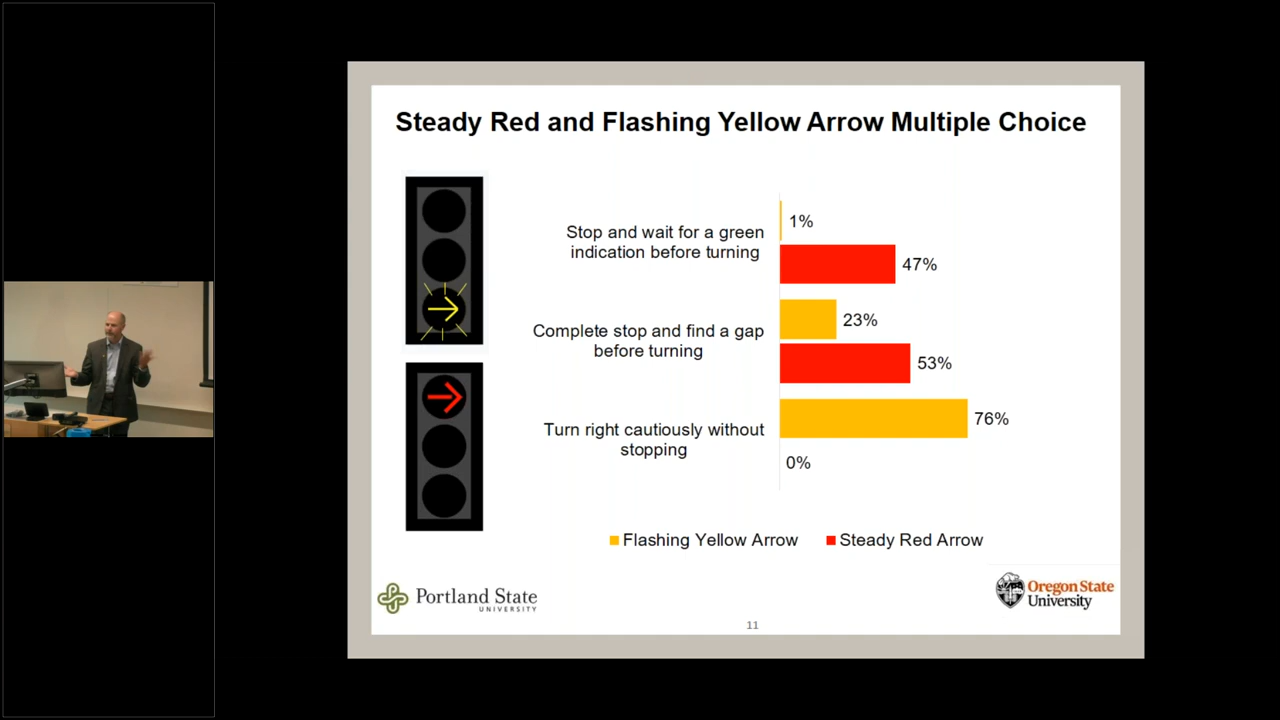 Steady Red and Flashing Yellow Arrow Multiple Choice
Stop and wait for a green
indication before turning
1%
47%
Complete stop and find a gap
before turning
23%
53%
Turn right cautiously without
stopping
76%
0%
Flashing Yellow Arrow
Steady Red Arrow
Portland State
UNIVERSITY
Oregon State
University
11